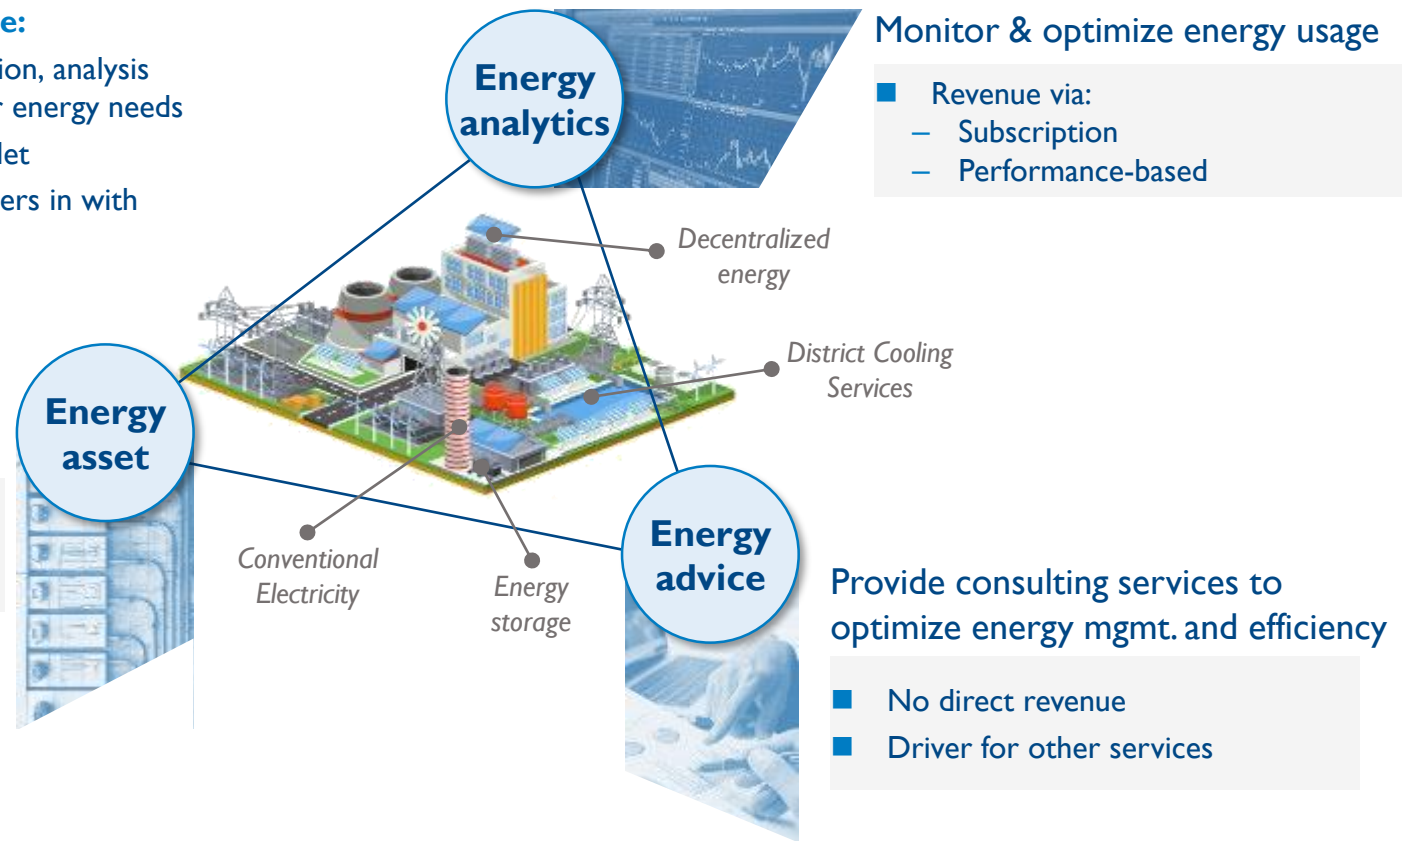 e:
ion, analysis
r energy needs
let
ers in with
Energy
analytics
Monitor & optimize energy usage
Revenue via:
– Subscription
– Performance-based
Decentralized
energy
District Cooling
Services
Energy
asset
Conventional
Electricity
Energy
storage
Energy
advice
Provide consulting services to
optimize energy mgmt. and efficiency
No direct revenue
Driver for other services